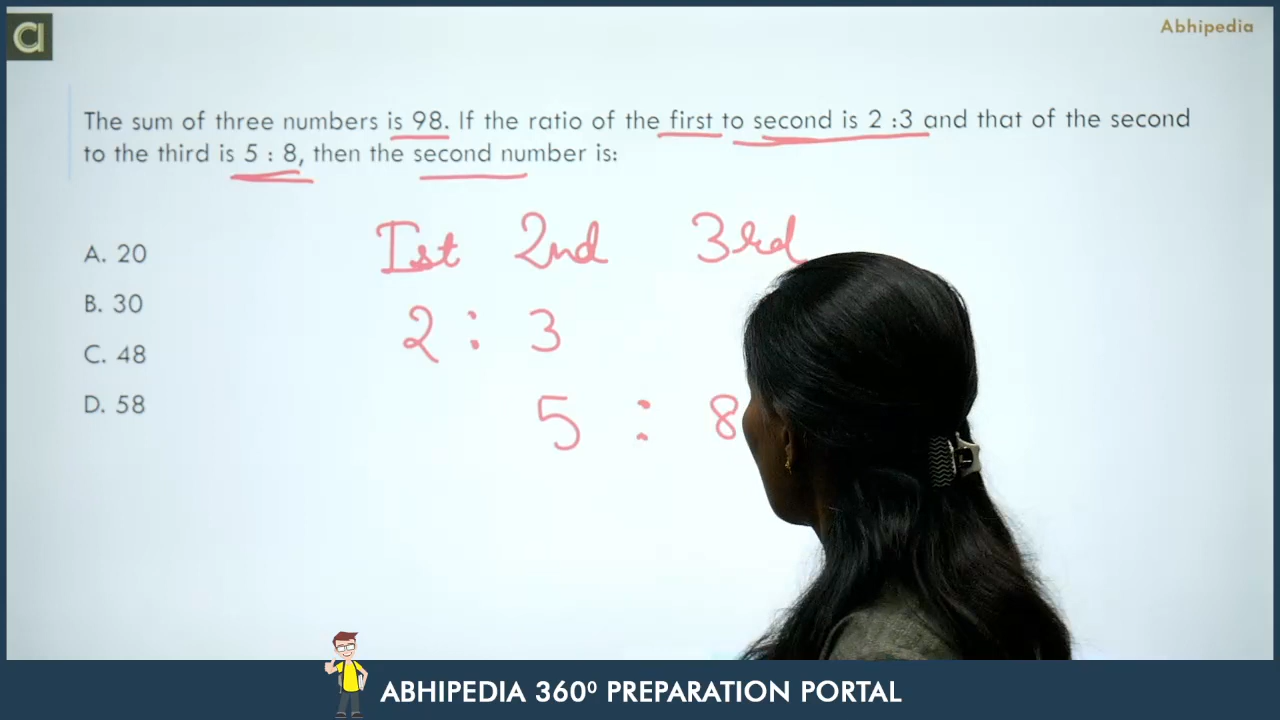 a
Abhipedia
The sum of three numbers is 98. If the ratio of the first to second is 2 :3 and that of the second
to the third is 5 : 8, then the second number is:
A. 20
B. 30
C. 48
D. 58
Ist 2nd 3rd
2 : 3
5 : 8
ABHIPEDIA 360⁰ PREPARATION PORTAL